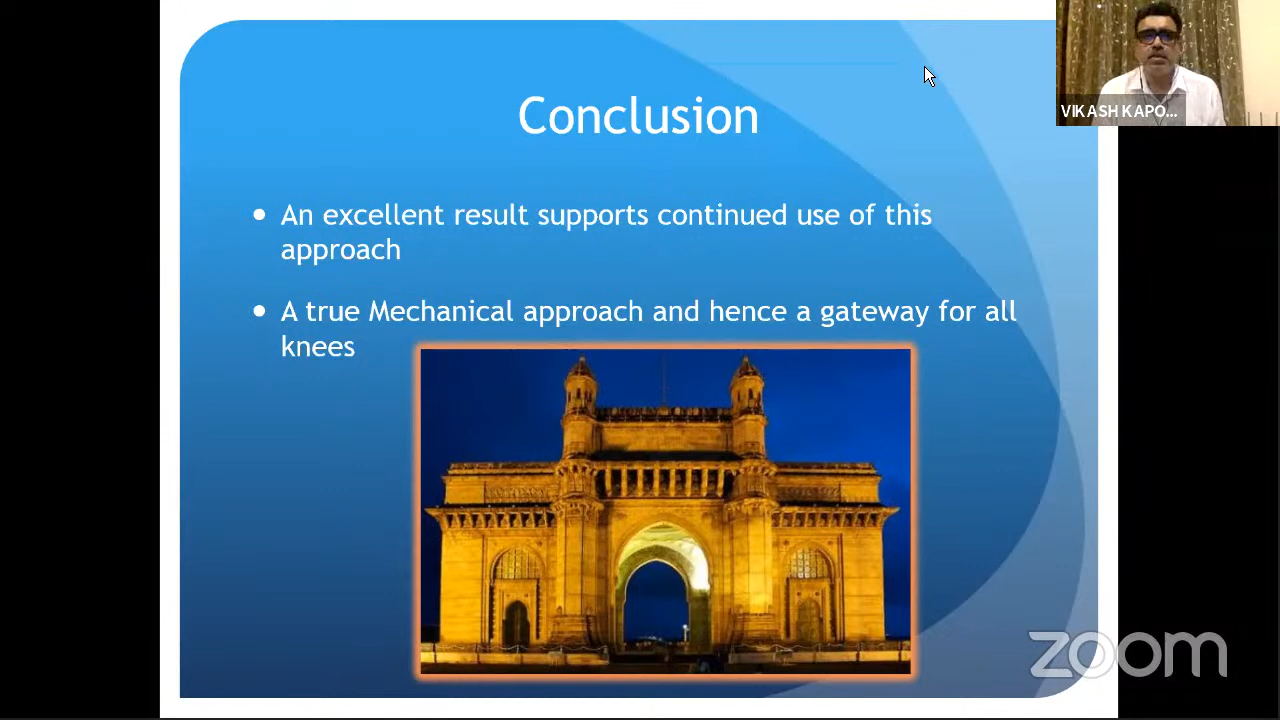 VIKASH KAPO...
Conclusion
• An excellent result supports continued use of this
approach
• A true Mechanical approach and hence a gateway for all
knees
zoom